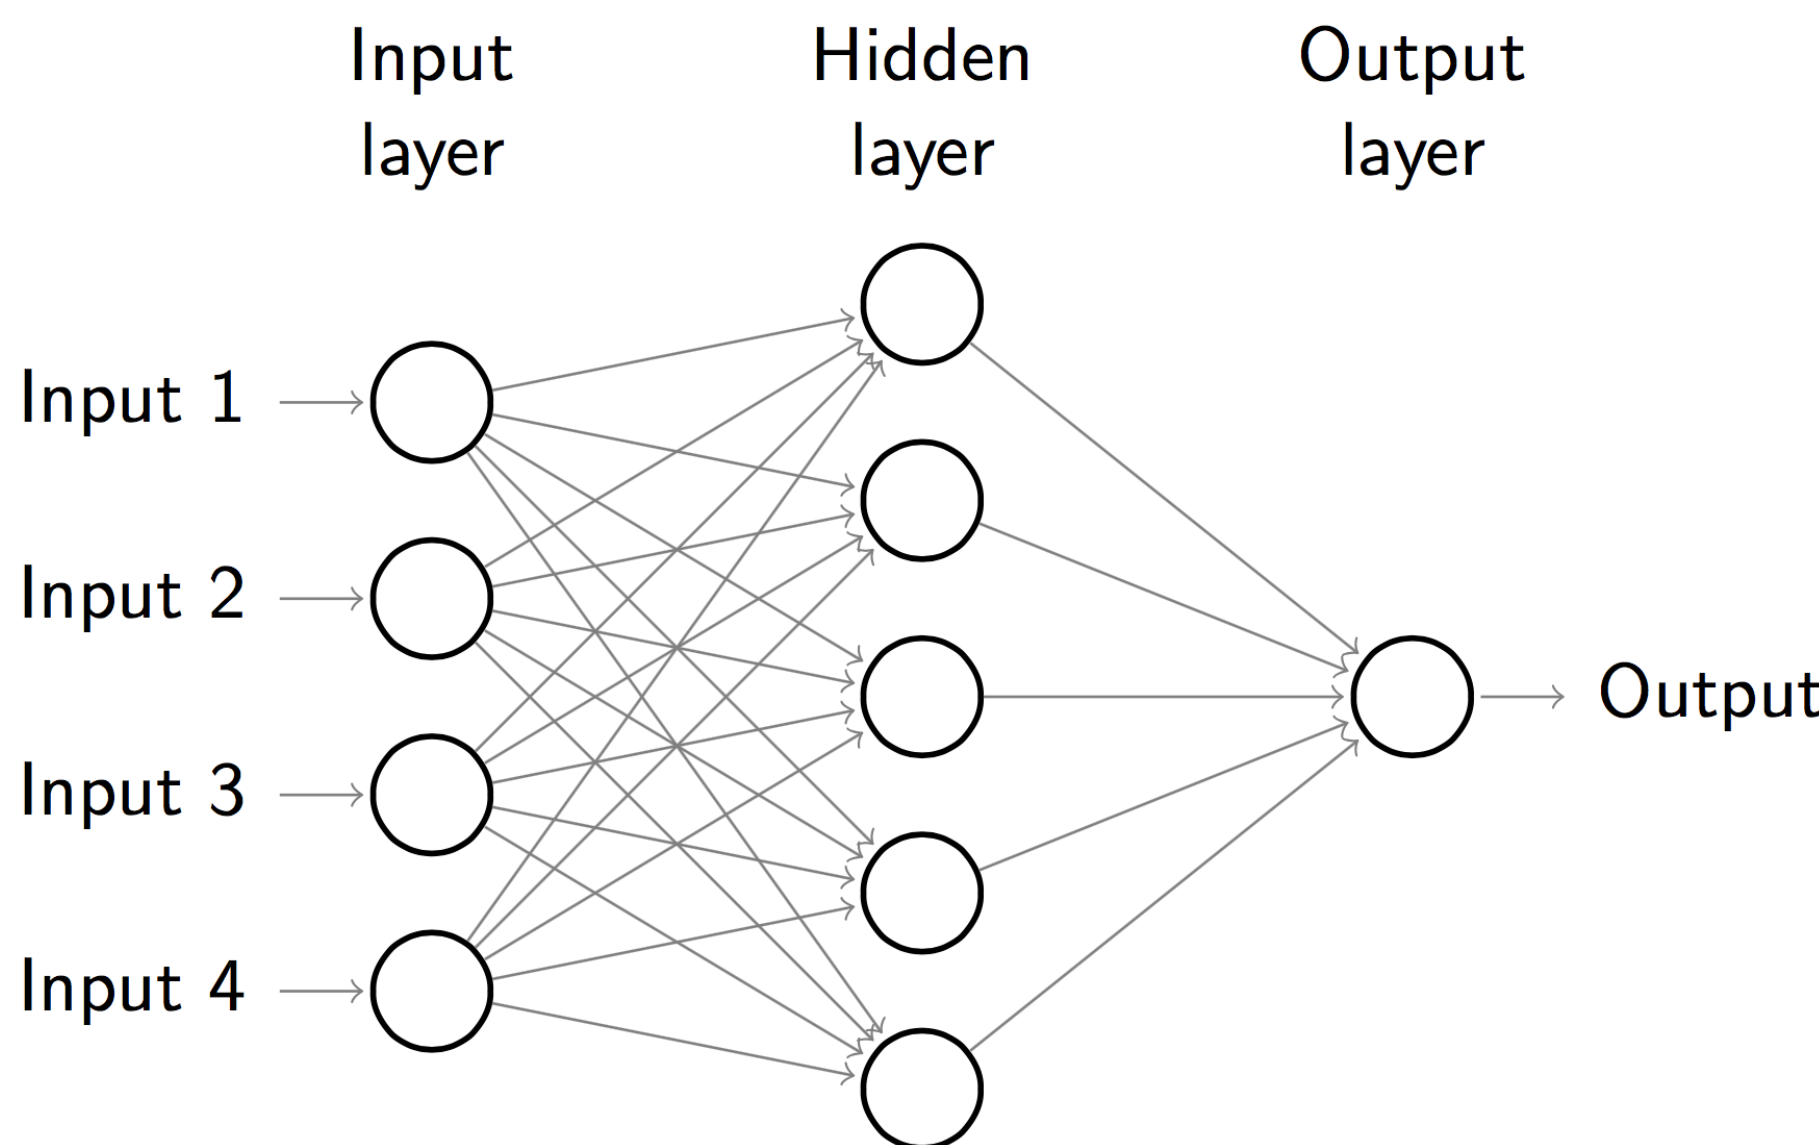 Input
layer
Hidden
layer
Output
layer
Input 1
Input 2
Input 3
Input 4
Output